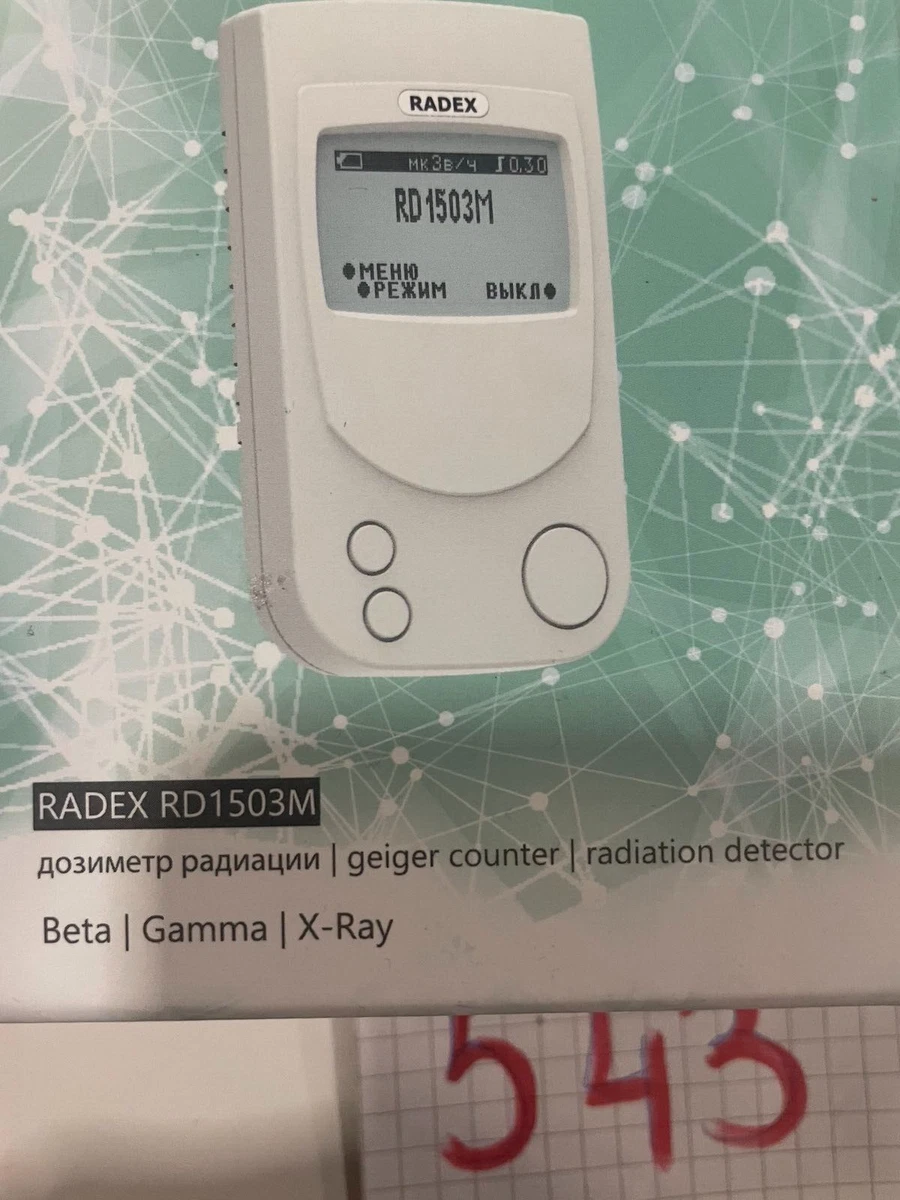 RADEX
мкЗв/ч ʃ0,30
RD1503M
●МЕНЮ
●РЕЖИМ ВЫКЛ●
RADEX RD1503M
дозиметр радиации | geiger counter | radiation detector
Beta | Gamma | X-Ray
543